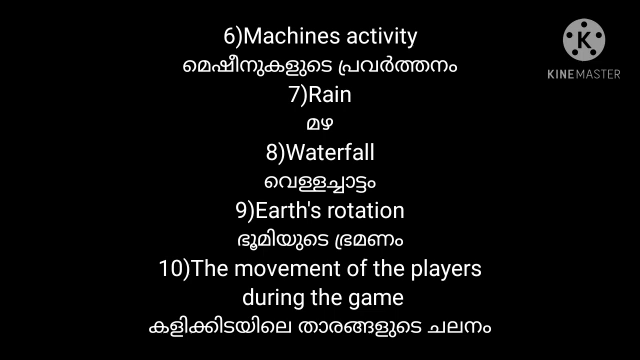 6)Machines activity
മെഷീനുകളുടെ പ്രവർത്തനം
7)Rain
മഴ
8)Waterfall
വെള്ളച്ചാട്ടം
9)Earth's rotation
ഭൂമിയുടെ ഭ്രമണം
10)The movement of the players
during the game
കളിക്കിടയിലെ താരങ്ങളുടെ ചലനം
K
KINEMASTER